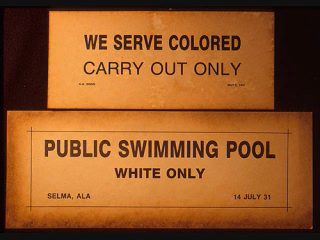 WE SERVE COLORED
CARRY OUT ONLY
PUBLIC SWIMMING POOL
WHITE ONLY
SELMA, ALA 14 JULY 31